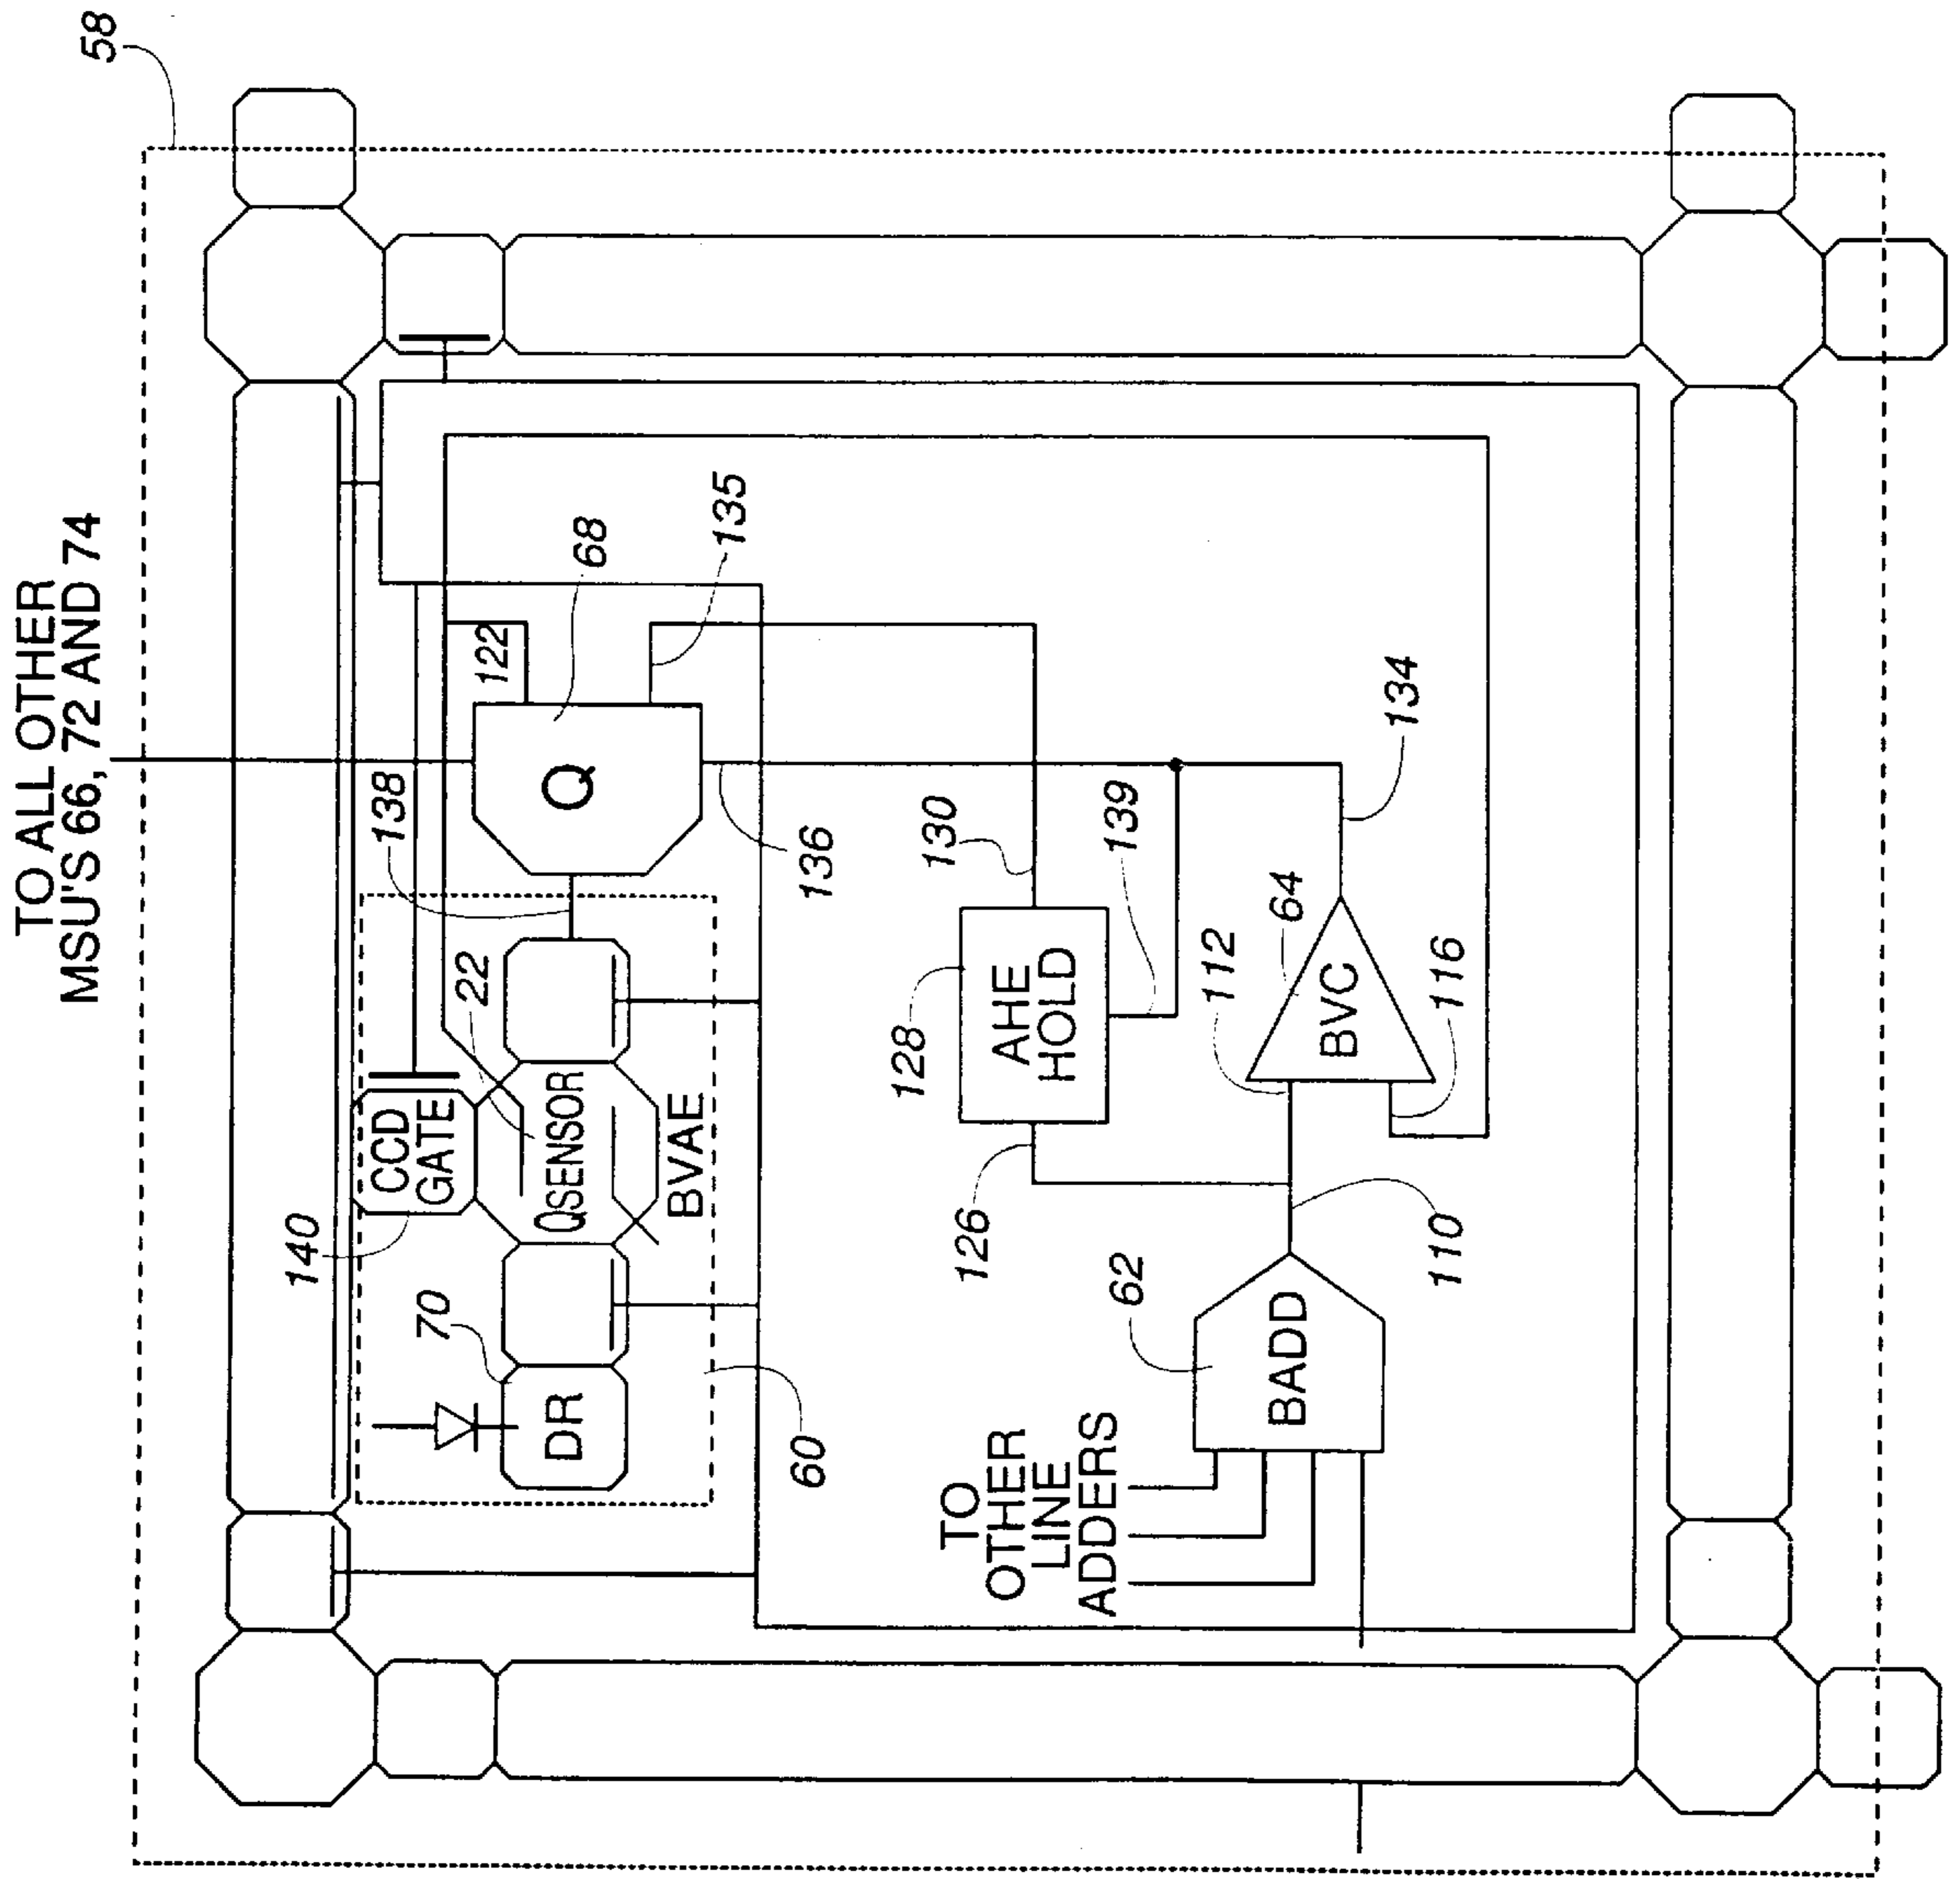 58
TO ALL OTHER
MSU'S 66, 72 AND 74
138
122
68
135
22
140
CCD
GATE
70
DR
QSENSOR
BVAE
Q
136
60
130
139
134
128
AHE
HOLD
126
112
64
BVC
116
110
62
BADD
TO
OTHER
LINE
ADDERS